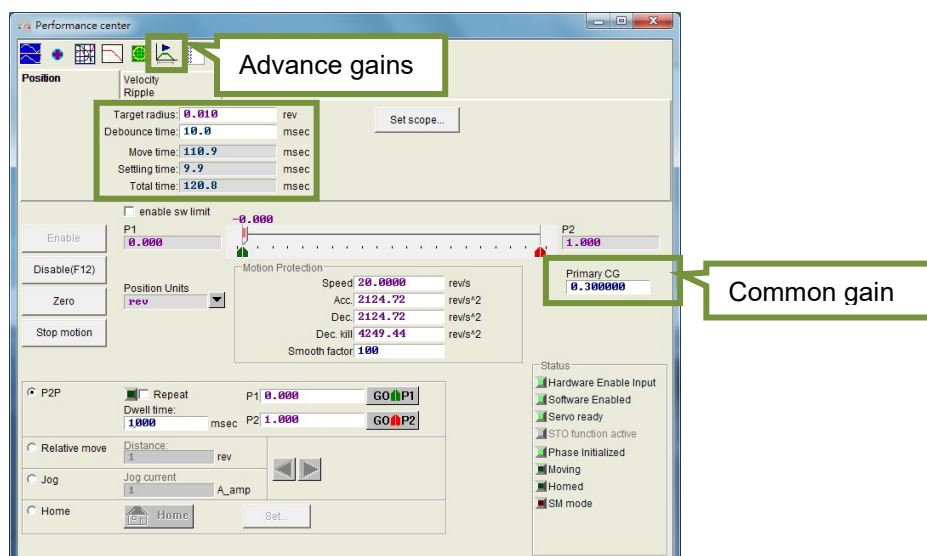 Performance center
Advance gains
Position
Velocity
Ripple
Target radius: 0.010 rev
Set scope...
Debounce time: 10.0 msec
Move time: 110.9 msec
Settling time: 9.9 msec
Total time: 120.8 msec
enable sw limit
-0.000
Enable
P1
P2
0.000
1.000
Disable(F12)
Motion Protection
Primary CG
Speed 20.0000 rev/s
0.300000
Common gain
Zero
Position Units
rev
Acc. 2124.72 rev/s^2
Dec. 2124.72 rev/s^2
Stop motion
Dec. kill 4249.44 rev/s^2
Smooth factor 100
Status
P2P
Repeat
P1 0.000
GO P1
Hardware Enable Input
Dwell time:
Software Enabled
1000 msec
P2 1.000
GO P2
Servo ready
STO function active
Relative move
Distance:
1 rev
Phase Initialized
Moving
Jog
Jog current
1 A_amp
Homed
SM mode
Home
Home
Set...